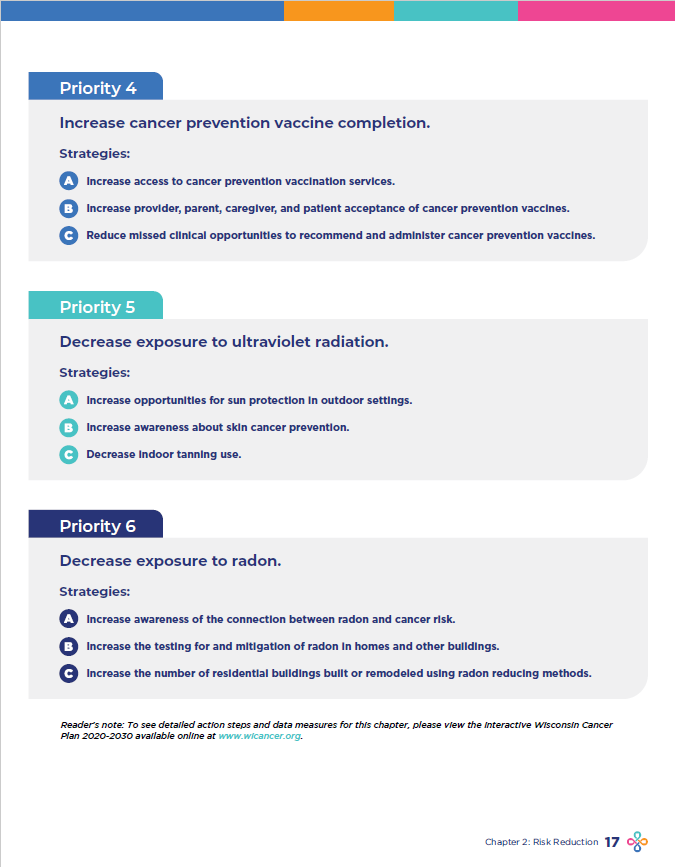 Priority 4
Increase cancer prevention vaccine completion.
Strategies:
A Increase access to cancer prevention vaccination services.
B Increase provider, parent, caregiver, and patient acceptance of cancer prevention vaccines.
C Reduce missed clinical opportunities to recommend and administer cancer prevention vaccines.
Priority 5
Decrease exposure to ultraviolet radiation.
Strategies:
A Increase opportunities for sun protection in outdoor settings.
B Increase awareness about skin cancer prevention.
C Decrease indoor tanning use.
Priority 6
Decrease exposure to radon.
Strategies:
A Increase awareness of the connection between radon and cancer risk.
B Increase the testing for and mitigation of radon in homes and other buildings.
C Increase the number of residential buildings built or remodeled using radon reducing methods.
Reader's note: To see detailed action steps and data measures for this chapter, please view the interactive Wisconsin Cancer
Plan 2020-2030 available online at www.wicancer.org.
Chapter 2: Risk Reduction 17